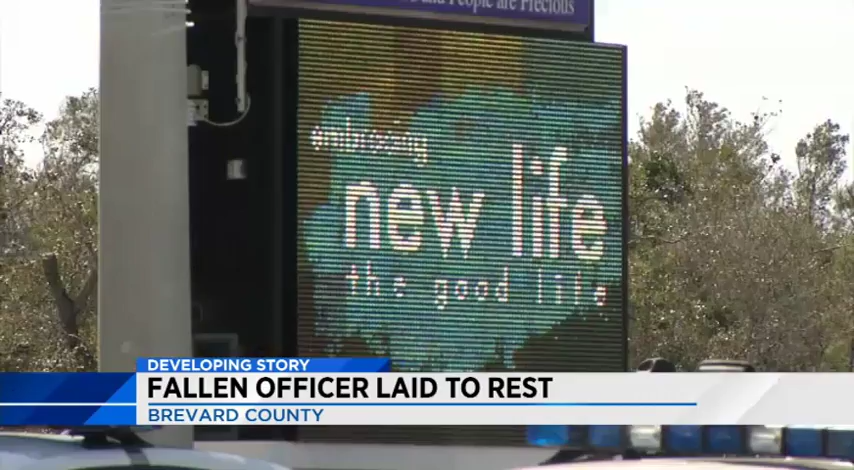 and People are Precious
embracing
new life
the good life
DEVELOPING STORY
FALLEN OFFICER LAID TO REST
BREVARD COUNTY